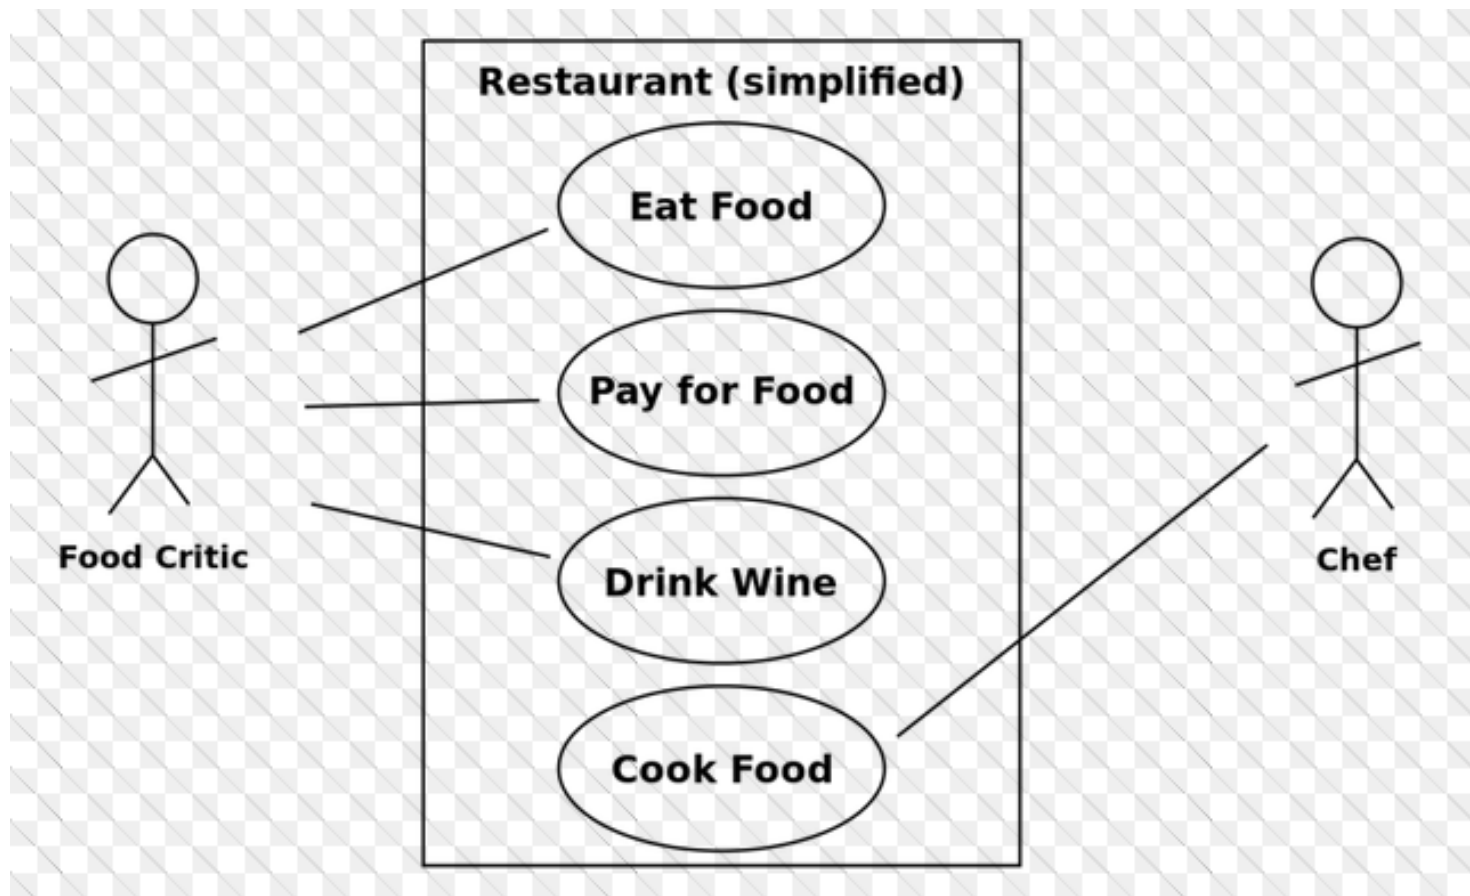 Restaurant (simplified)
Eat Food
Pay for Food
Drink Wine
Cook Food
Food Critic
Chef